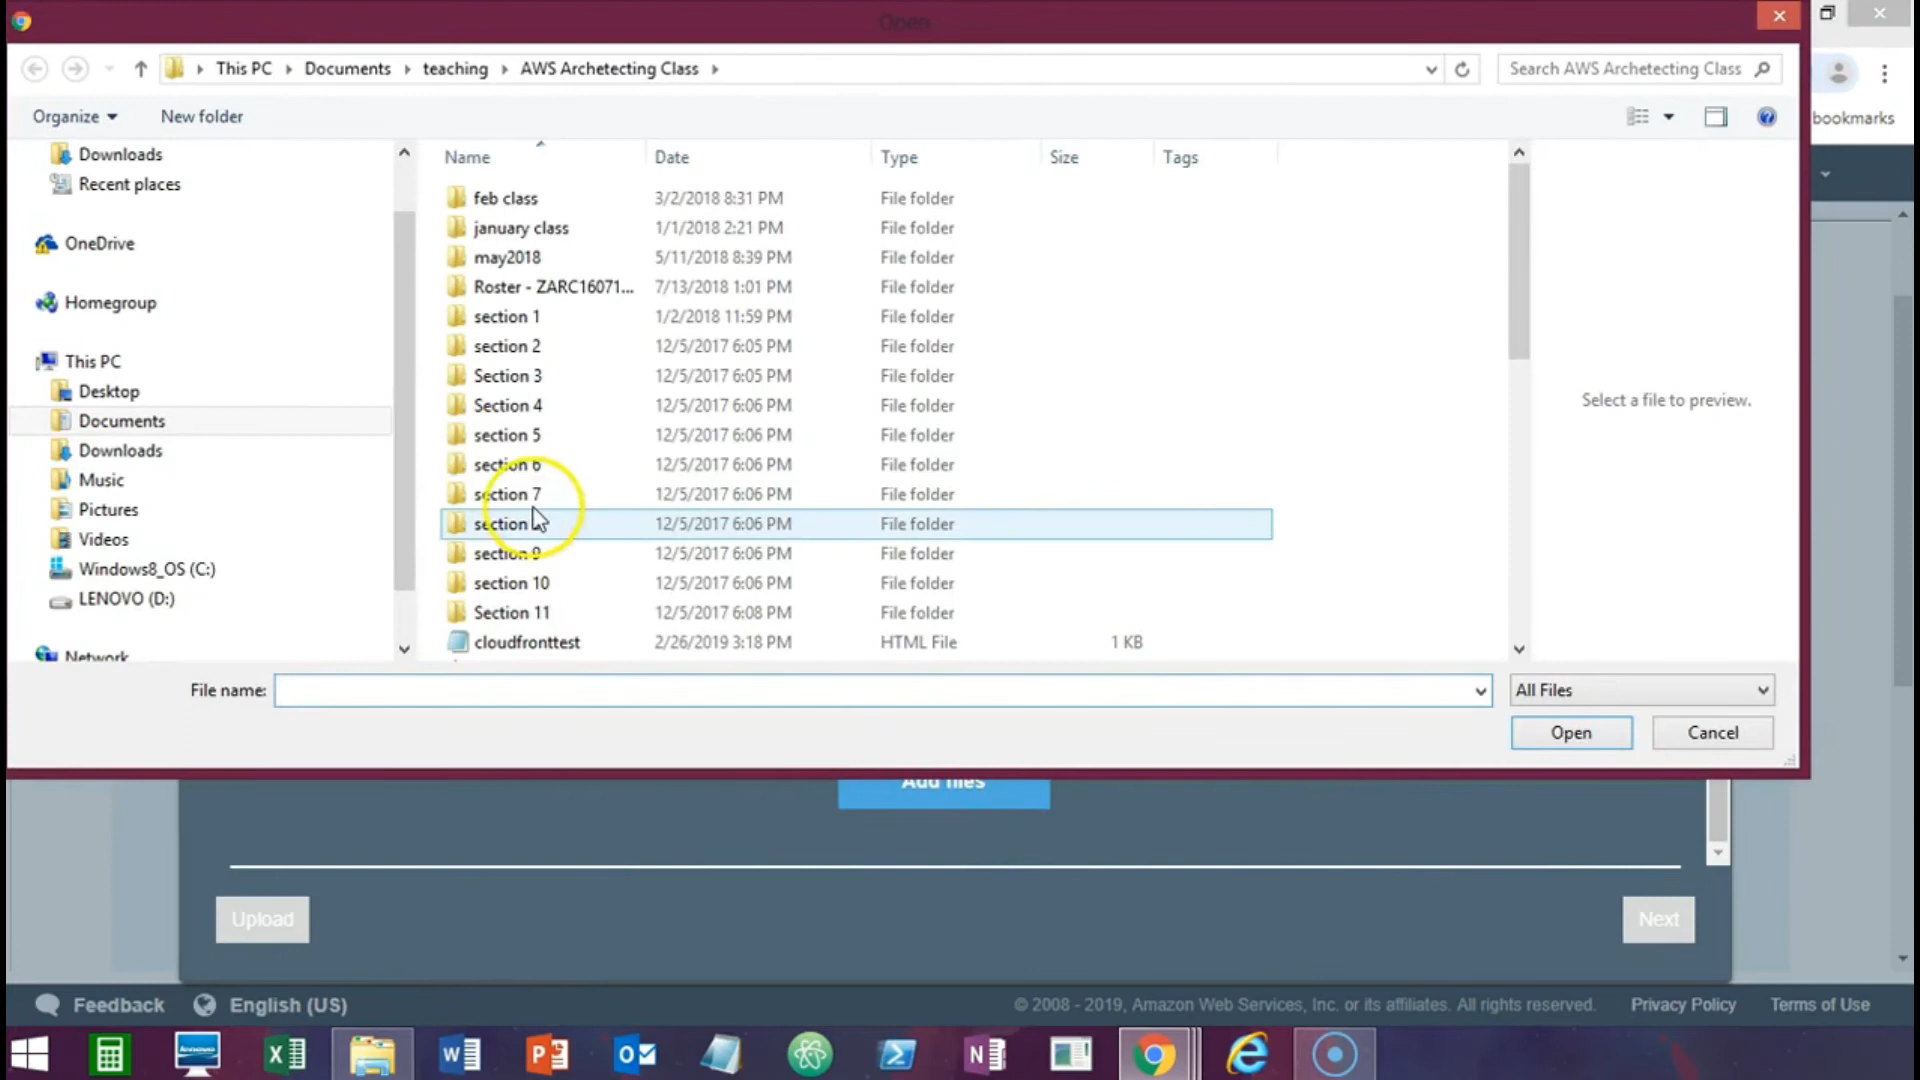 Open
This PC Documents teaching AWS Archetecting Class
Search AWS Archetecting Class
Organize New folder
bookmarks
Downloads
Recent places
OneDrive
Homegroup
This PC
Desktop
Documents
Downloads
Music
Pictures
Videos
Windows8_OS (C:)
LENOVO (D:)
Network
Name Date Type Size Tags
feb class 3/2/2018 8:31 PM File folder
january class 1/1/2018 2:21 PM File folder
may2018 5/11/2018 8:39 PM File folder
Roster - ZARC16071... 7/13/2018 1:01 PM File folder
section 1 1/2/2018 11:59 PM File folder
section 2 12/5/2017 6:05 PM File folder
Section 3 12/5/2017 6:05 PM File folder
Section 4 12/5/2017 6:06 PM File folder
section 5 12/5/2017 6:06 PM File folder
section 6 12/5/2017 6:06 PM File folder
section 7 12/5/2017 6:06 PM File folder
section 12/5/2017 6:06 PM File folder
section 9 12/5/2017 6:06 PM File folder
section 10 12/5/2017 6:06 PM File folder
Section 11 12/5/2017 6:08 PM File folder
cloudfronttest 2/26/2019 3:18 PM HTML File 1 KB
Select a file to preview.
File name: All Files
Open Cancel
Add files
Upload Next
Feedback English (US) © 2008 - 2019, Amazon Web Services, Inc. or its affiliates. All rights reserved. Privacy Policy Terms of Use